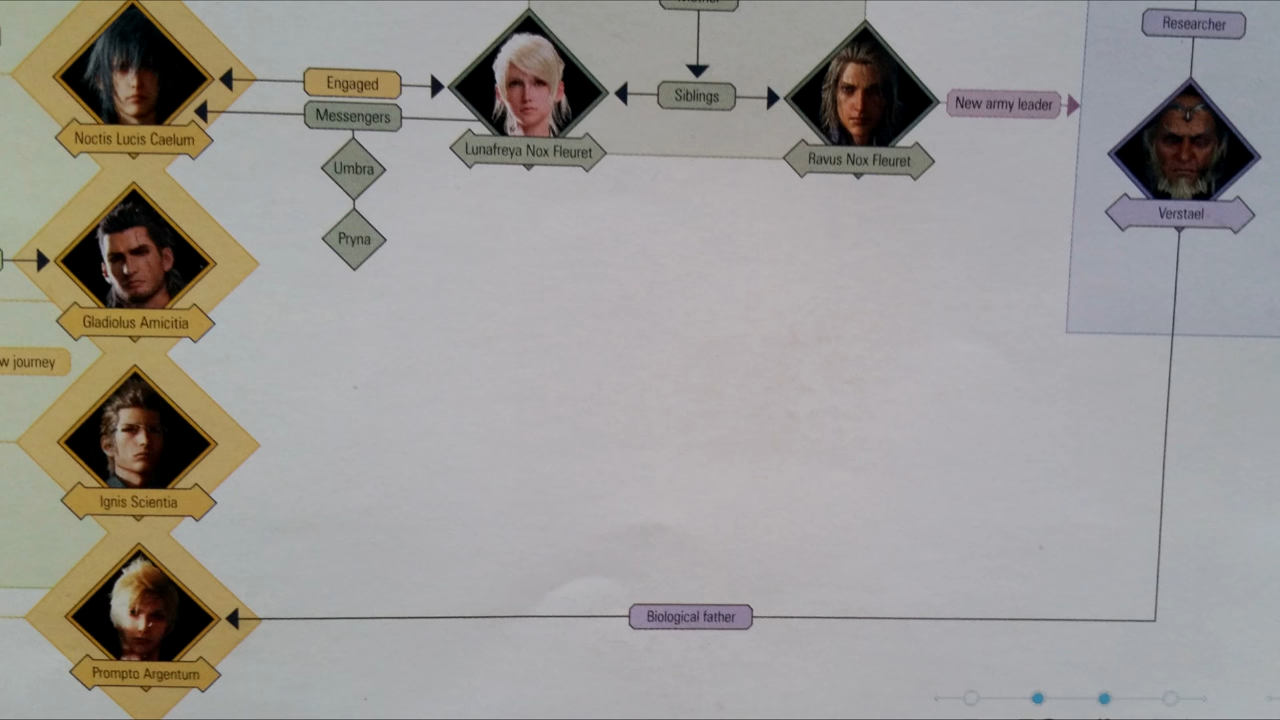 Mother
Researcher
Engaged
Siblings
New army leader
Messengers
Noctis Lucis Caelum
Lunafreya Nox Fleuret
Ravus Nox Fleuret
Umbra
Verstael
Pryna
Gladiolus Amicitia
w journey
Ignis Scientia
Biological father
Prompto Argentum